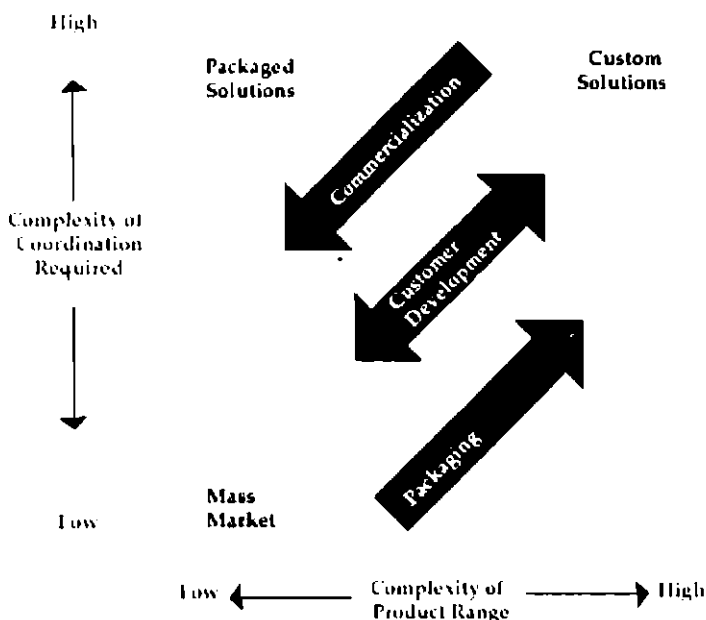 High
Packaged
Solutions
Custom
Solutions
Commercialization
Complexity of
Coordination
Required
Customer
Development
Packaging
Mass
Market
Low
Low
Complexity of
Product Range
High